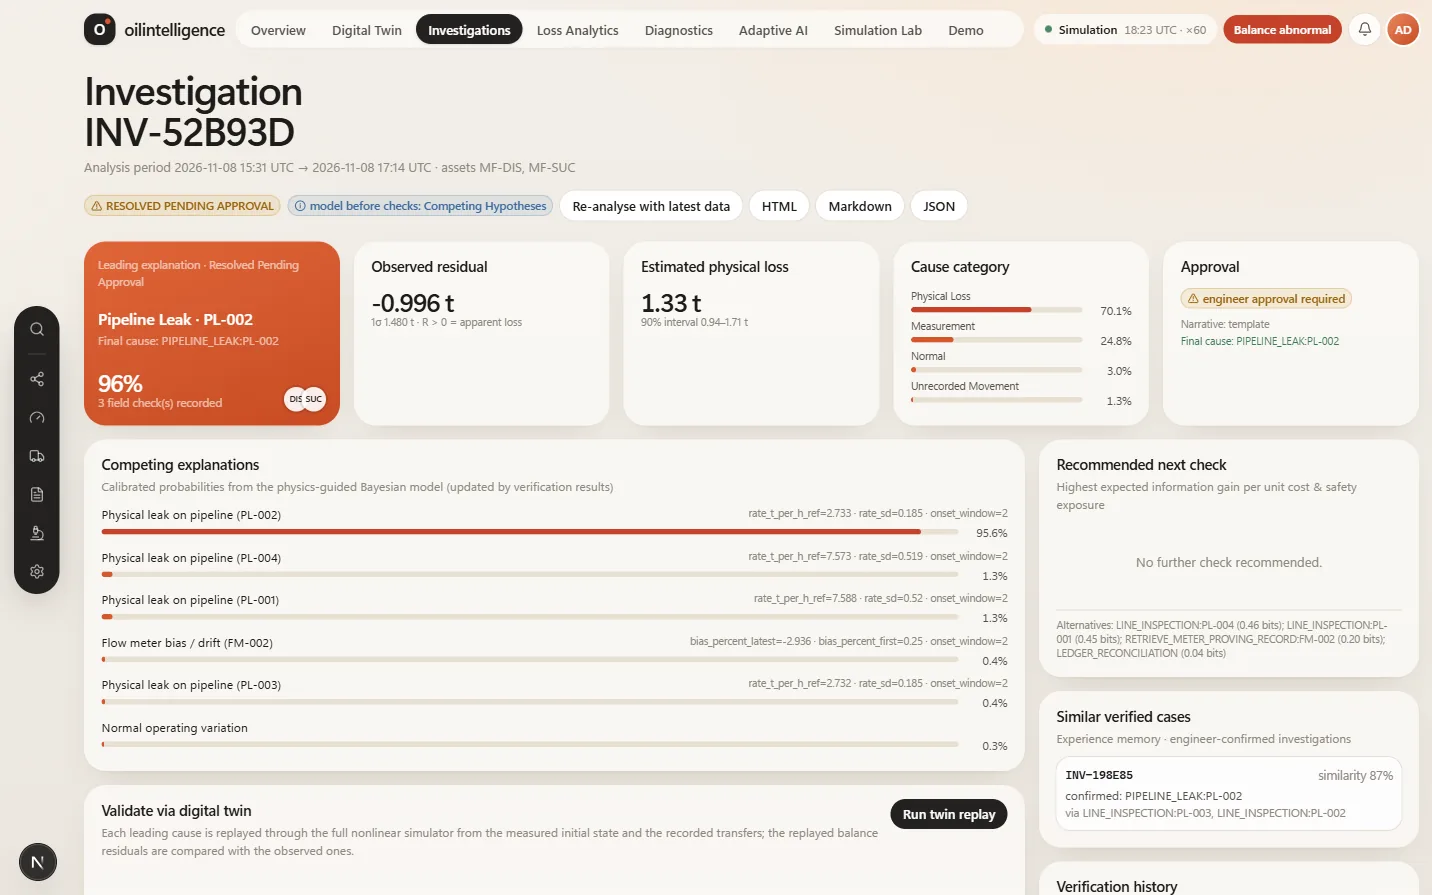 oilintelligence
Overview
Digital Twin
Investigations
Loss Analytics
Diagnostics
Adaptive AI
Simulation Lab
Demo
Simulation 18:23 UTC · ×60
Balance abnormal
AD
Investigation
INV-52B93D
Analysis period 2026-11-08 15:31 UTC → 2026-11-08 17:14 UTC · assets MF-DIS, MF-SUC
RESOLVED PENDING APPROVAL
model before checks: Competing Hypotheses
Re-analyse with latest data
HTML
Markdown
JSON
Leading explanation · Resolved Pending
Approval
Pipeline Leak · PL-002
Final cause: PIPELINE_LEAK:PL-002
96%
3 field check(s) recorded
DIS
SUC
Observed residual
-0.996 t
1σ 1.480 t · R > 0 = apparent loss
Estimated physical loss
1.33 t
90% interval 0.94–1.71 t
Cause category
Physical Loss
70.1%
Measurement
24.8%
Normal
3.0%
Unrecorded Movement
1.3%
Approval
engineer approval required
Narrative: template
Final cause: PIPELINE_LEAK:PL-002
Competing explanations
Calibrated probabilities from the physics-guided Bayesian model (updated by verification results)
Physical leak on pipeline (PL-002)
rate_t_per_h_ref=2.733 · rate_sd=0.185 · onset_window=2
95.6%
Physical leak on pipeline (PL-004)
rate_t_per_h_ref=7.573 · rate_sd=0.519 · onset_window=2
1.3%
Physical leak on pipeline (PL-001)
rate_t_per_h_ref=7.588 · rate_sd=0.52 · onset_window=2
1.3%
Flow meter bias / drift (FM-002)
bias_percent_latest=-2.936 · bias_percent_first=0.25 · onset_window=2
0.4%
Physical leak on pipeline (PL-003)
rate_t_per_h_ref=2.732 · rate_sd=0.185 · onset_window=2
0.4%
Normal operating variation
0.3%
Recommended next check
Highest expected information gain per unit cost & safety
exposure
No further check recommended.
Alternatives: LINE_INSPECTION:PL-004 (0.46 bits); LINE_INSPECTION:PL-
001 (0.45 bits); RETRIEVE_METER_PROVING_RECORD:FM-002 (0.20 bits);
LEDGER_RECONCILIATION (0.04 bits)
Similar verified cases
Experience memory · engineer-confirmed investigations
INV-198E85
similarity 87%
confirmed: PIPELINE_LEAK:PL-002
via LINE_INSPECTION:PL-003, LINE_INSPECTION:PL-002
Validate via digital twin
Each leading cause is replayed through the full nonlinear simulator from the measured initial state and the recorded transfers; the replayed balance
residuals are compared with the observed ones.
Run twin replay
Verification history
N